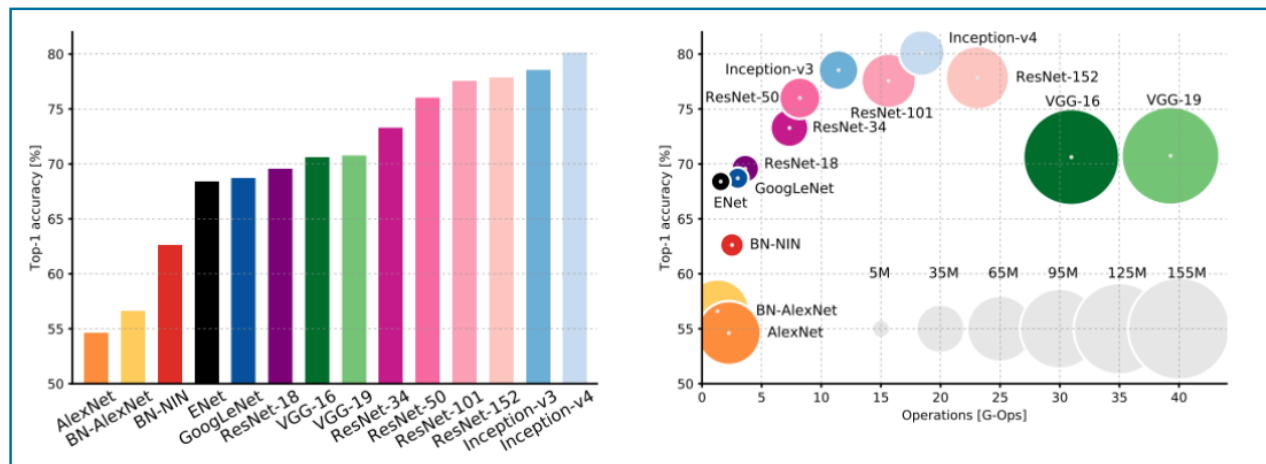 80
75
70
65
60
55
50
Top-1 accuracy [%]
AlexNet
BN-AlexNet
BN-NIN
ENet
GoogLeNet
ResNet-18
VGG-16
VGG-19
ResNet-34
ResNet-50
ResNet-101
ResNet-152
Inception-v3
Inception-v4
80
75
70
65
60
55
50
Top-1 accuracy [%]
Inception-v4
Inception-v3
ResNet-152
ResNet-50
VGG-16
VGG-19
ResNet-101
ResNet-34
ResNet-18
GoogLeNet
ENet
BN-NIN
5M 35M 65M 95M 125M 155M
BN-AlexNet
AlexNet
0 5 10 15 20 25 30 35 40
Operations [G-Ops]